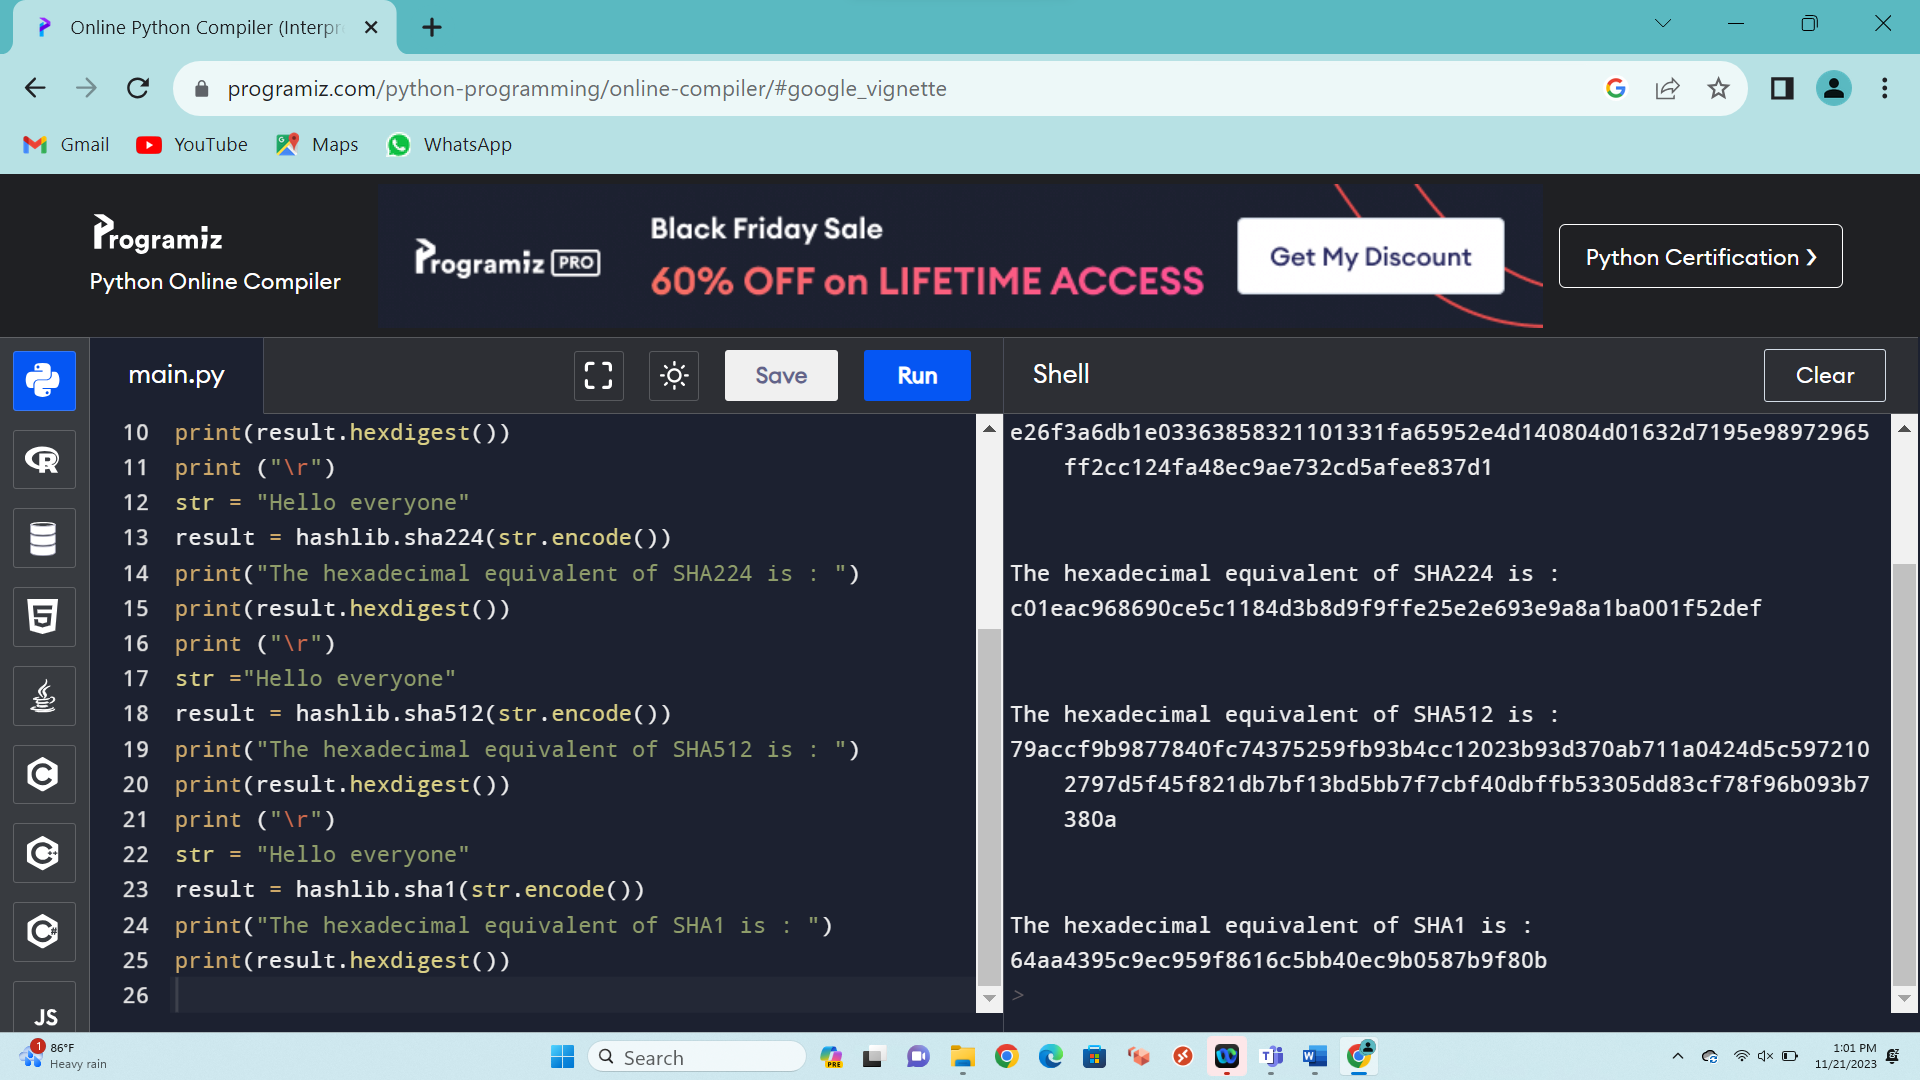 Online Python Compiler (Interpr
programiz.com/python-programming/online-compiler/#google_vignette
Gmail YouTube Maps WhatsApp
Programiz
Python Online Compiler
Programiz PRO
Black Friday Sale
60% OFF on LIFETIME ACCESS
Get My Discount
Python Certification ❯
main.py
Save
Run
Shell
Clear
10 print(result.hexdigest())
11 print ("\r")
12 str = "Hello everyone"
13 result = hashlib.sha224(str.encode())
14 print("The hexadecimal equivalent of SHA224 is : ")
15 print(result.hexdigest())
16 print ("\r")
17 str ="Hello everyone"
18 result = hashlib.sha512(str.encode())
19 print("The hexadecimal equivalent of SHA512 is : ")
20 print(result.hexdigest())
21 print ("\r")
22 str = "Hello everyone"
23 result = hashlib.sha1(str.encode())
24 print("The hexadecimal equivalent of SHA1 is : ")
25 print(result.hexdigest())
26
e26f3a6db1e03363858321101331fa65952e4d140804d01632d7195e98972965
ff2cc124fa48ec9ae732cd5afee837d1
The hexadecimal equivalent of SHA224 is :
c01eac968690ce5c1184d3b8d9f9ffe25e2e693e9a8a1ba001f52def
The hexadecimal equivalent of SHA512 is :
79accf9b9877840fc74375259fb93b4cc12023b93d370ab711a0424d5c597210
2797d5f45f821db7bf13bd5bb7f7cbf40dbffb53305dd83cf78f96b093b7
380a
The hexadecimal equivalent of SHA1 is :
64aa4395c9ec959f8616c5bb40ec9b0587b9f80b
>
JS
1
86°F
Heavy rain
Search
PRE
1:01 PM
11/21/2023